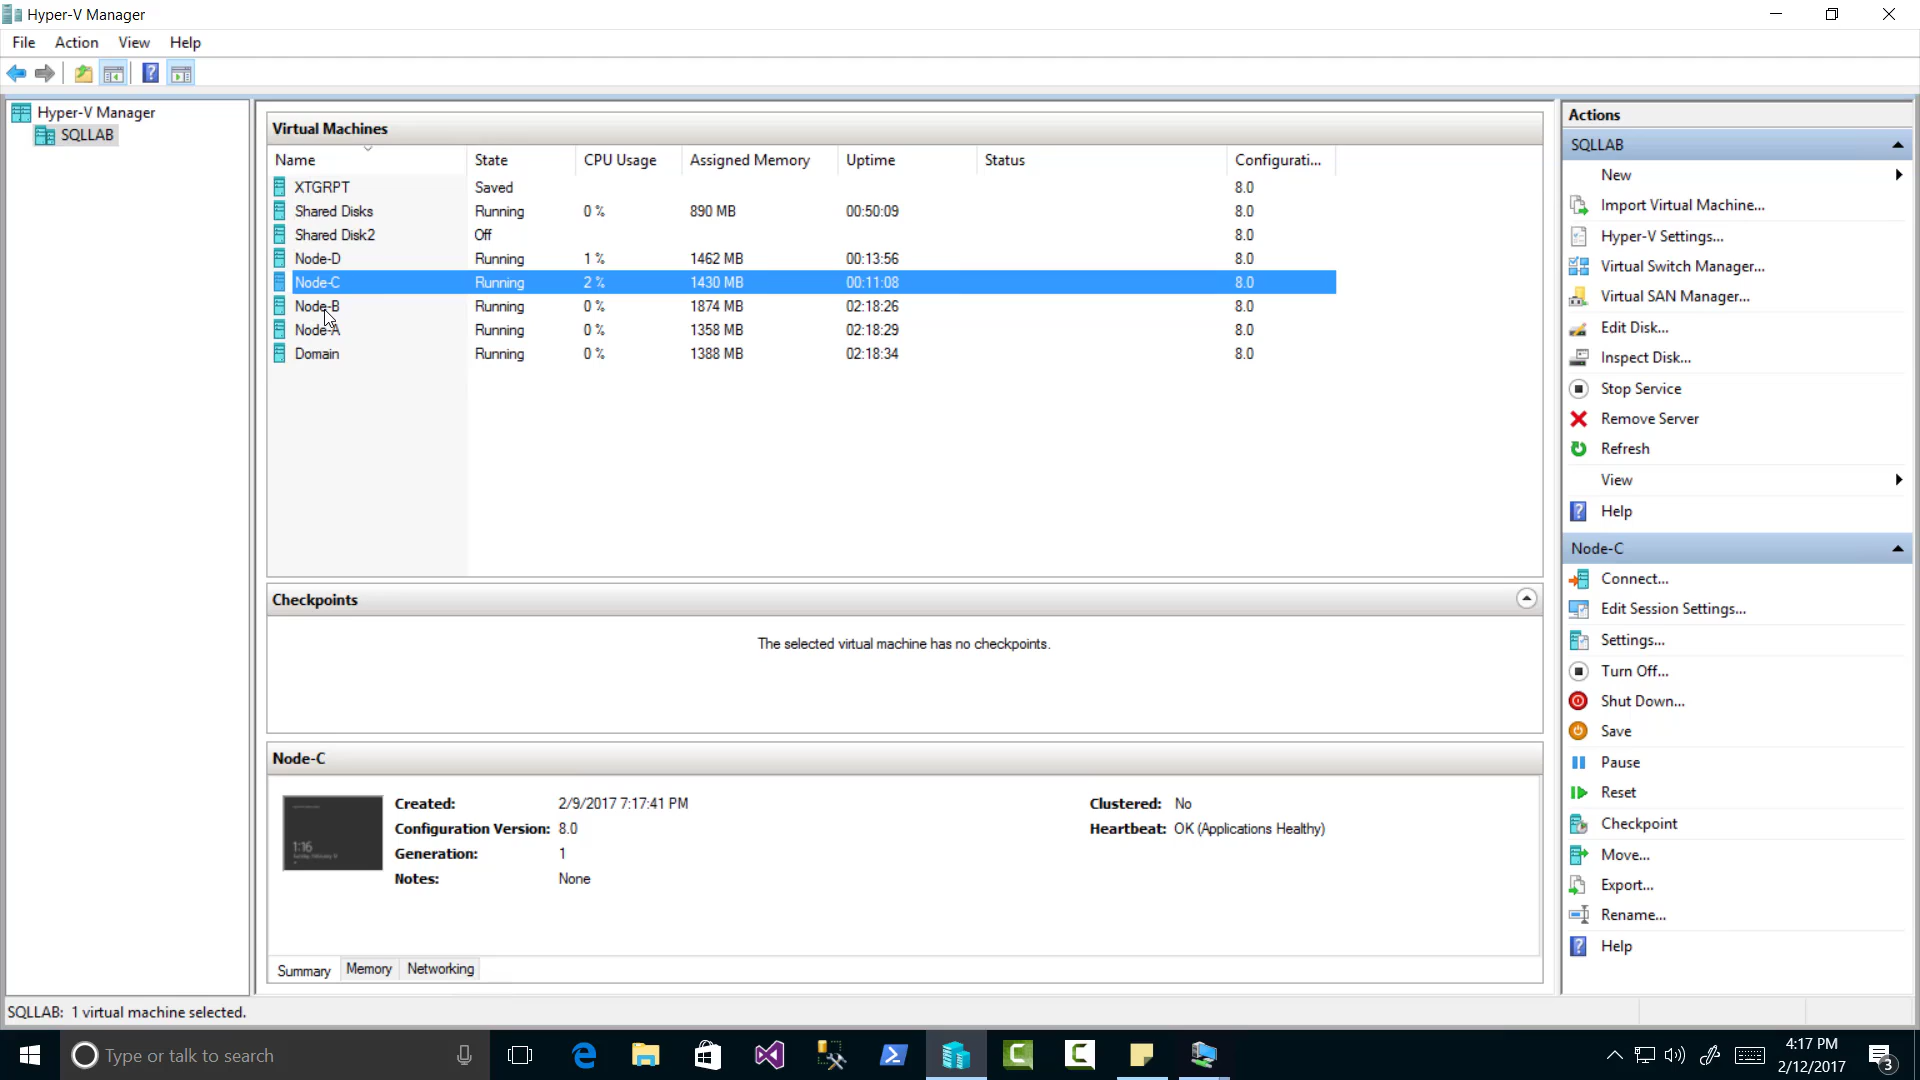 Hyper-V Manager
File Action View Help
Hyper-V Manager
SQLLAB
Virtual Machines
Name State CPU Usage Assigned Memory Uptime Status Configurati...
XTGRPT Saved 8.0
Shared Disks Running 0 % 890 MB 00:50:09 8.0
Shared Disk2 Off 8.0
Node-D Running 1 % 1462 MB 00:13:56 8.0
Node-C Running 2 % 1430 MB 00:11:08 8.0
Node-B Running 0 % 1874 MB 02:18:26 8.0
Node-A Running 0 % 1358 MB 02:18:29 8.0
Domain Running 0 % 1388 MB 02:18:34 8.0
Checkpoints
The selected virtual machine has no checkpoints.
Node-C
1:16
Created: 2/9/2017 7:17:41 PM Clustered: No
Configuration Version: 8.0 Heartbeat: OK (Applications Healthy)
Generation: 1
Notes: None
Summary Memory Networking
Actions
SQLLAB
New
Import Virtual Machine...
Hyper-V Settings...
Virtual Switch Manager...
Virtual SAN Manager...
Edit Disk...
Inspect Disk...
Stop Service
Remove Server
Refresh
View
Help
Node-C
Connect...
Edit Session Settings...
Settings...
Turn Off...
Shut Down...
Save
Pause
Reset
Checkpoint
Move...
Export...
Rename...
Help
SQLLAB: 1 virtual machine selected.
Type or talk to search
4:17 PM
2/12/2017
3